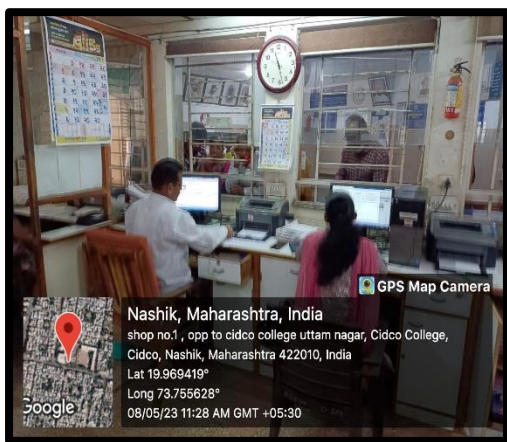 GPS Map Camera
Nashik, Maharashtra, India
shop no.1 , opp to cidco college uttam nagar, Cidco College,
Cidco, Nashik, Maharashtra 422010, India
Lat 19.969419°
Long 73.755628°
08/05/23 11:28 AM GMT +05:30
Google